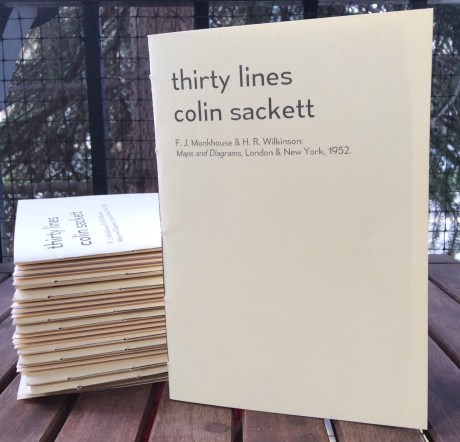 thirty lines
colin sackett
F. J. Monkhouse & H. R. Wilkinson:
Maps and Diagrams, London & New York, 1952.
thirty lines
colin sackett